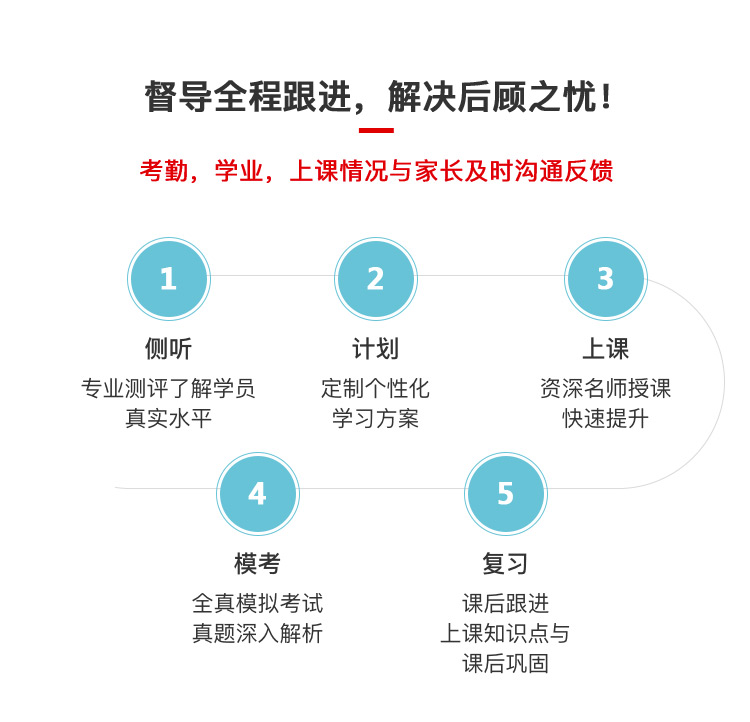 督导全程跟进，解决后顾之忧！
考勤，学业，上课情况与家长及时沟通反馈
1
侧听
专业测评了解学员
真实水平
2
计划
定制个性化
学习方案
3
上课
资深名师授课
快速提升
4
模考
全真模拟考试
真题深入解析
5
复习
课后跟进
上课知识点与
课后巩固